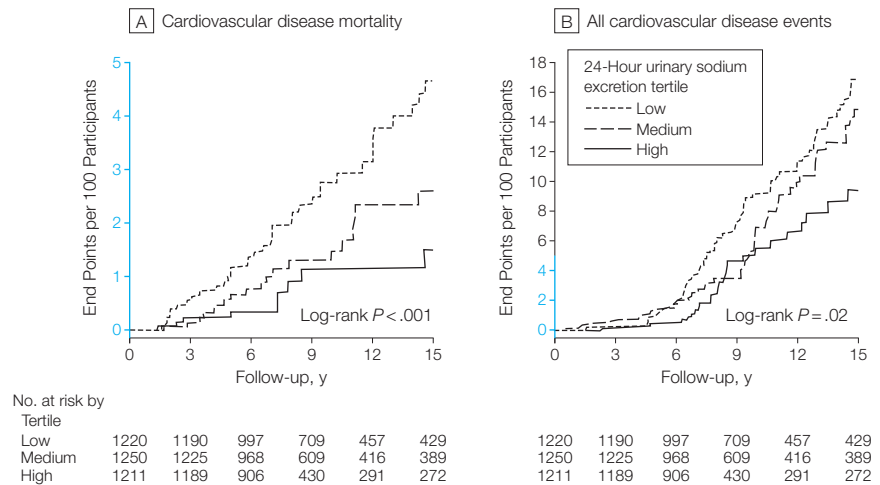 A Cardiovascular disease mortality
5
4
3
2
1
0
End Points per 100 Participants
Log-rank P<.001
0 3 6 9 12 15
Follow-up, y
B All cardiovascular disease events
18
16
14
12
10
8
6
4
2
0
End Points per 100 Participants
24-Hour urinary sodium
excretion tertile
Low
Medium
High
Log-rank P=.02
0 3 6 9 12 15
Follow-up, y
No. at risk by
Tertile
Low 1220 1190 997 709 457 429 1220 1190 997 709 457 429
Medium 1250 1225 968 609 416 389 1250 1225 968 609 416 389
High 1211 1189 906 430 291 272 1211 1189 906 430 291 272